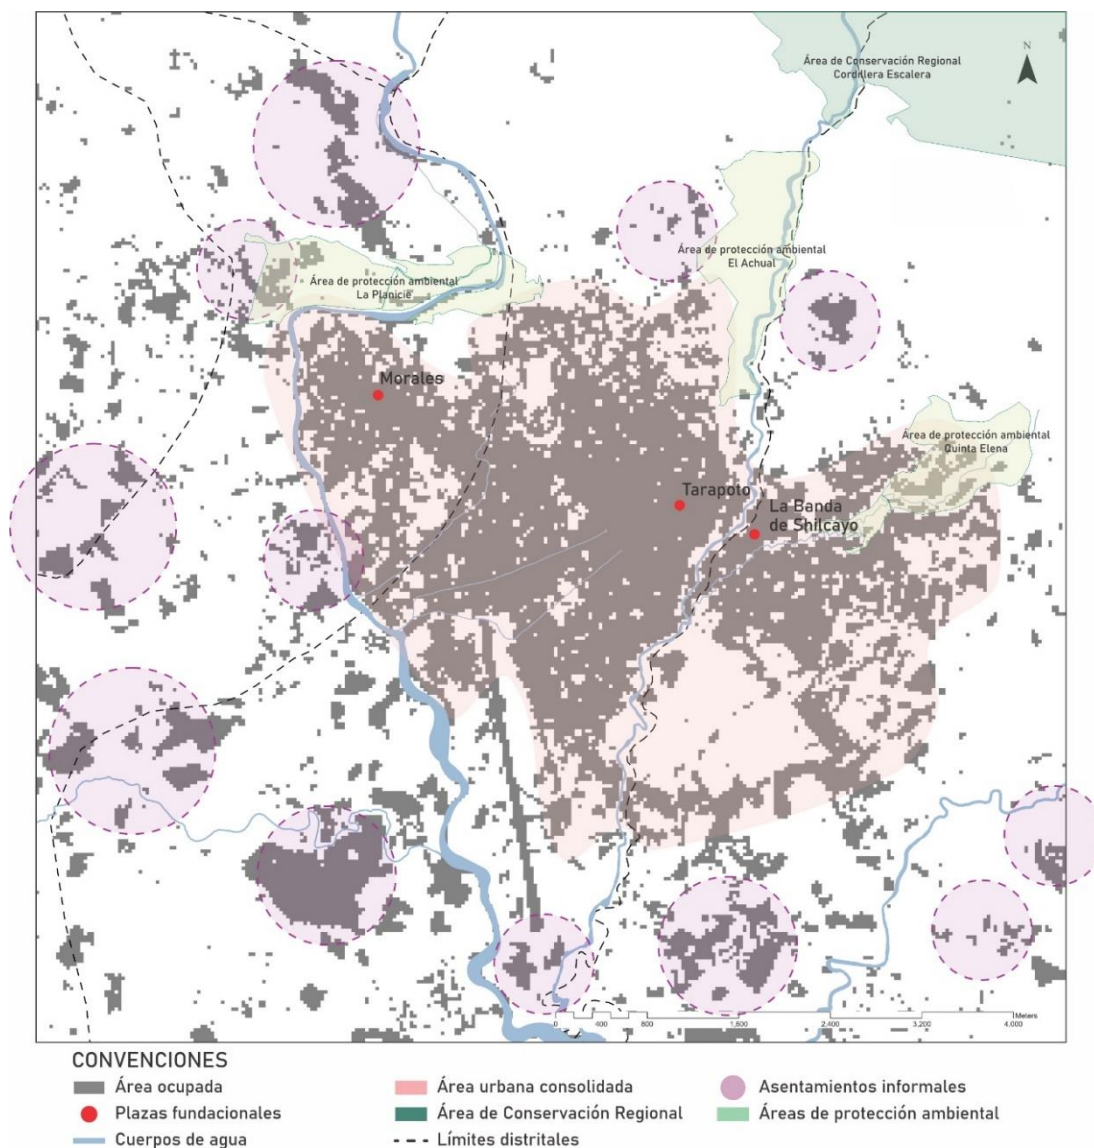 Área de Conservación Regional
Cordillera Escalera
N
Área de protección ambiental
El Achual
Área de protección ambiental
La Planicie
Morales
Área de protección ambiental
Quinta Elena
Tarapoto
La Banda
de Shilcayo
Meters
0 400 800 1,600 2,400 3,200 4,000
CONVENCIONES
Área ocupada
Área urbana consolidada
Asentamientos informales
Plazas fundacionales
Área de Conservación Regional
Áreas de protección ambiental
Cuerpos de agua
Límites distritales